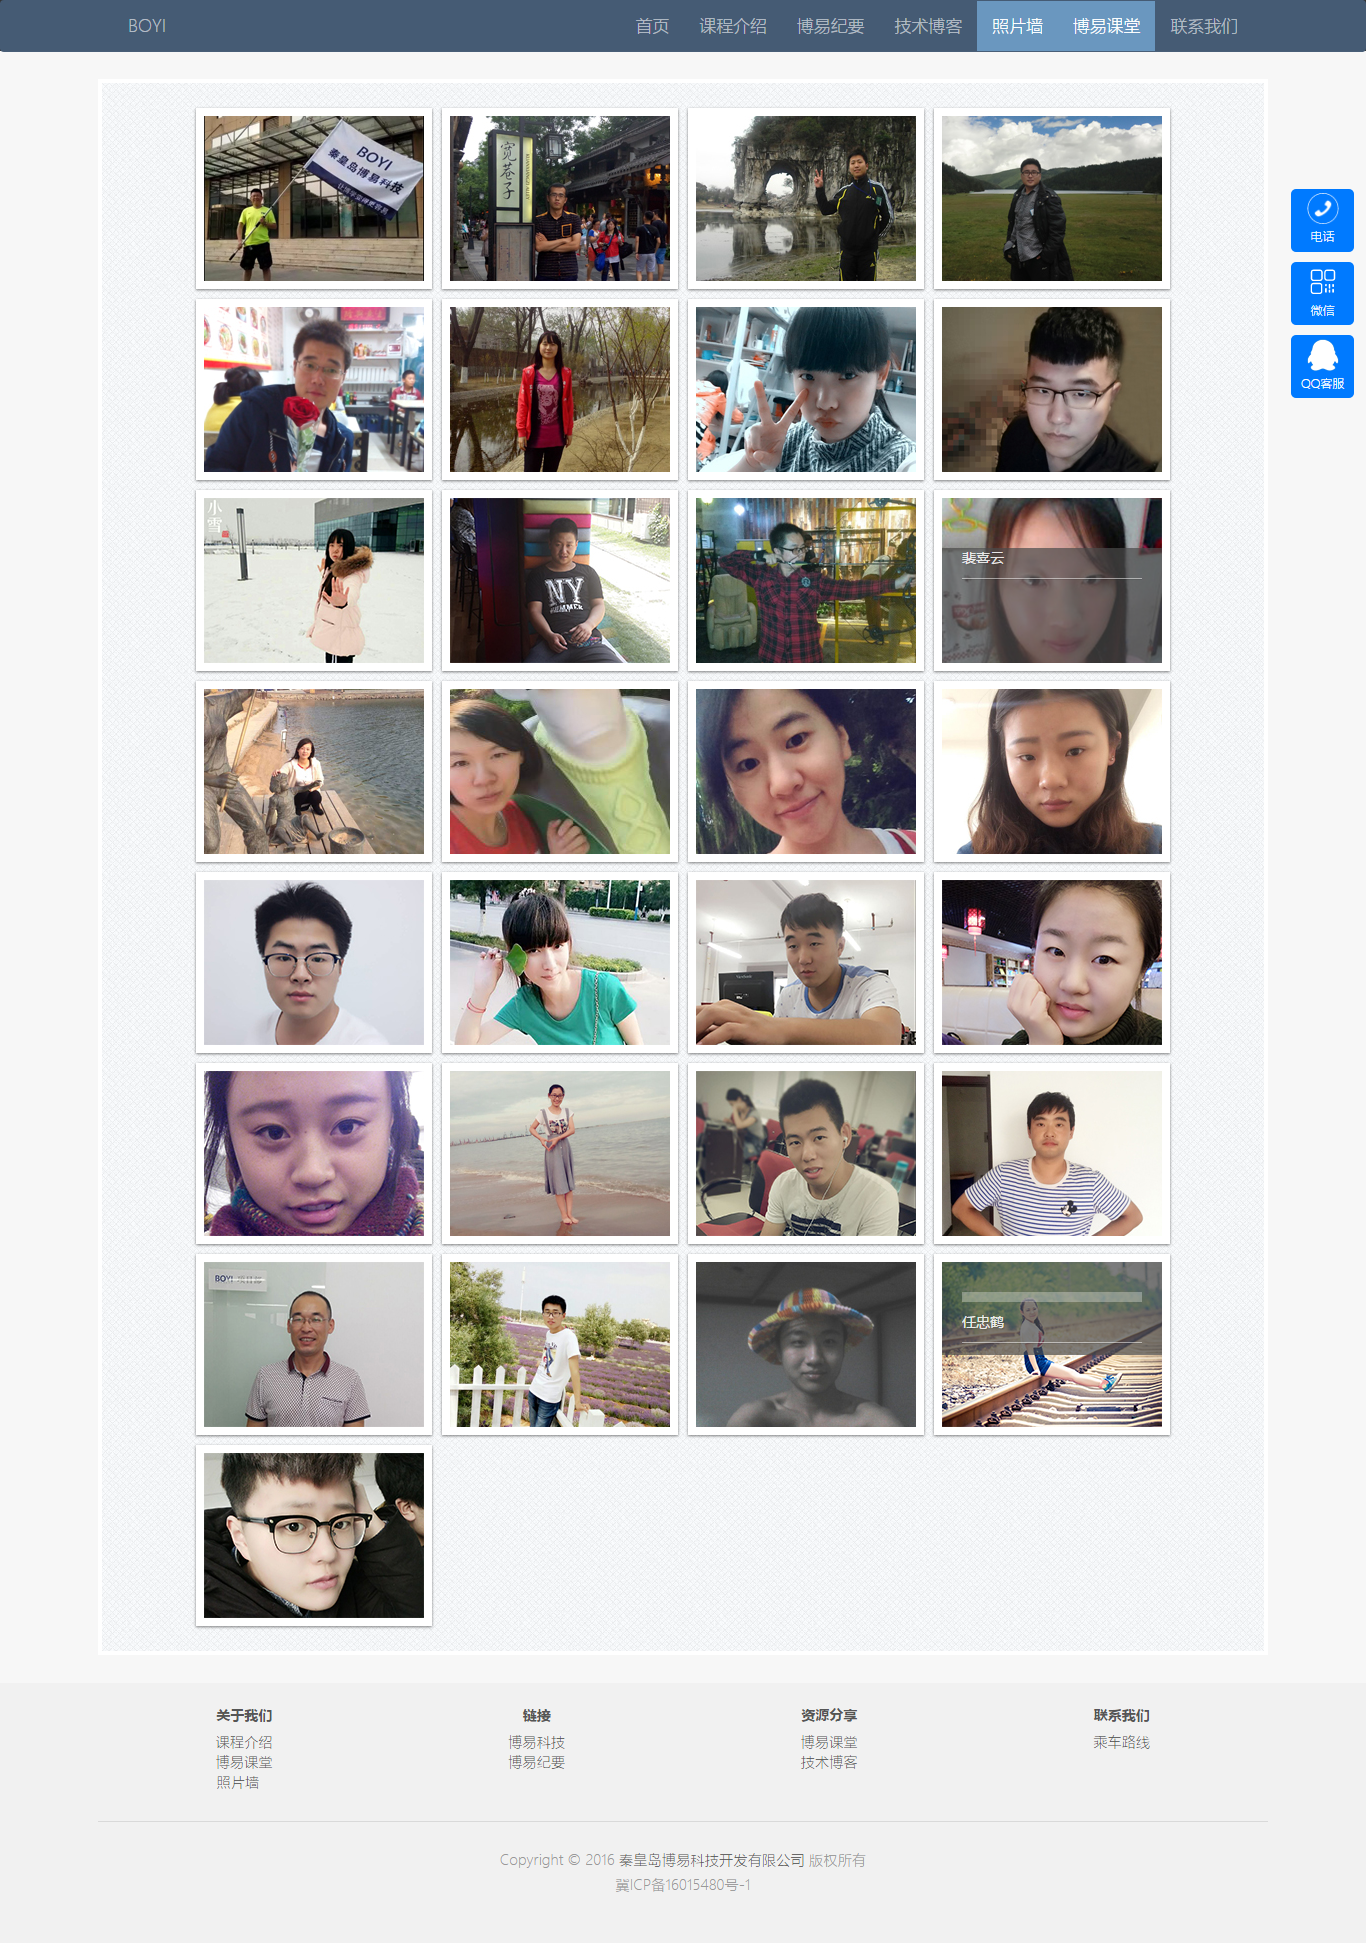 BOYI
首页 课程介绍 博易纪要 技术博客 照片墙 博易课堂 联系我们
BOYI
秦皇岛博易科技
宽巷子
电话
微信
QQ客服
小雪
NY
裴喜云
BOYI
任忠鹤
关于我们 链接 资源分享 联系我们
课程介绍 博易科技 博易课堂 乘车路线
博易课堂 博易纪要 技术博客
照片墙
Copyright © 2016 秦皇岛博易科技开发有限公司 版权所有
冀ICP备16015480号-1